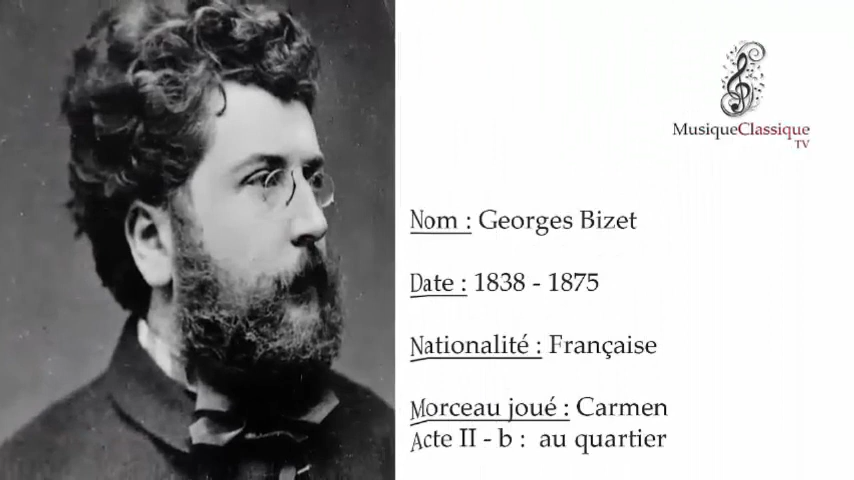 MusiqueClassique
TV
Nom : Georges Bizet
Date : 1838 - 1875
Nationalité : Française
Morceau joué : Carmen
Acte II - b : au quartier